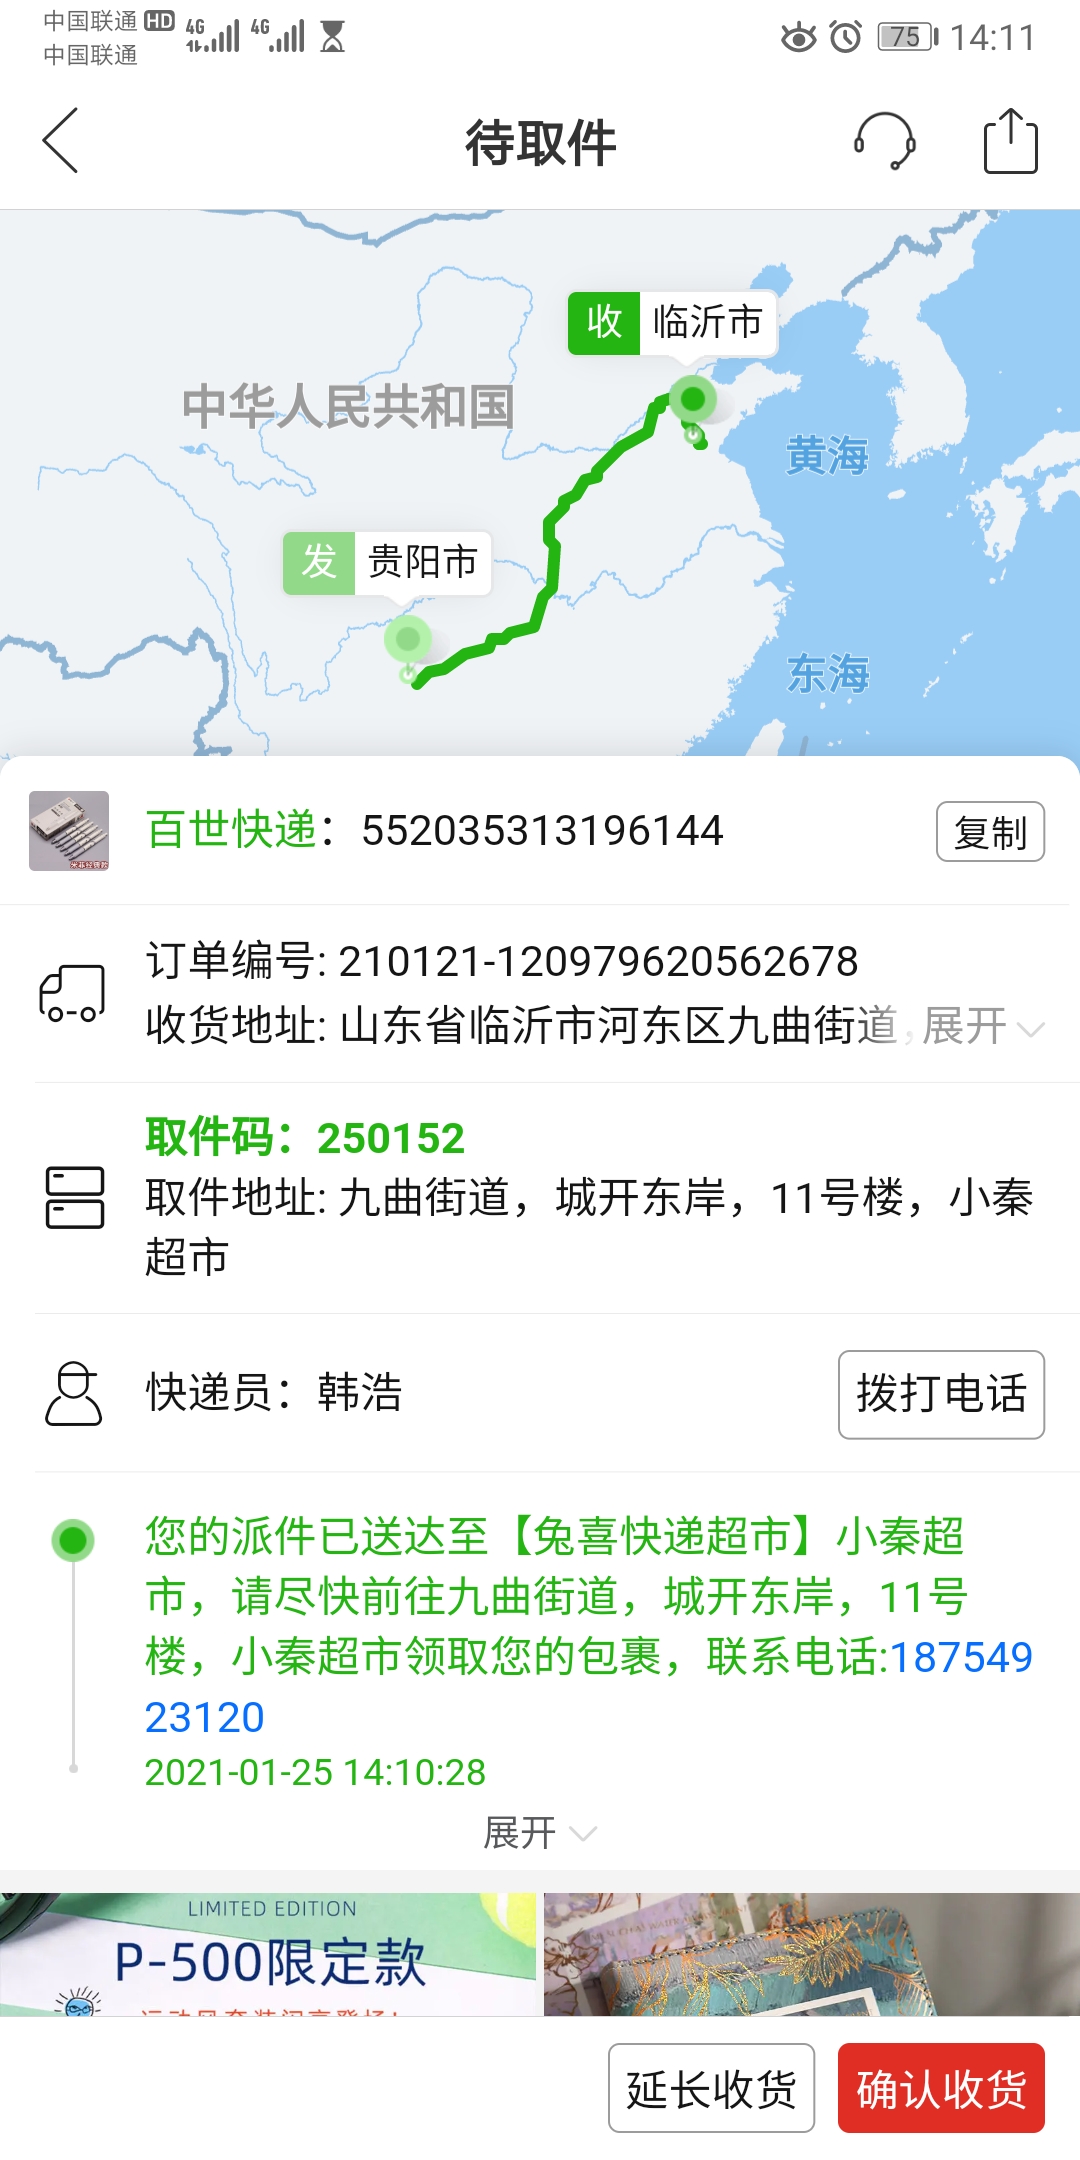 中国联通 HD 4G 4G 75 14:11
中国联通
待取件
收 临沂市
中华人民共和国
黄海
发 贵阳市
东海
百世快递：552035313196144 复制
订单编号: 210121-120979620562678
收货地址: 山东省临沂市河东区九曲街道, 展开
取件码：250152
取件地址: 九曲街道，城开东岸，11号楼，小秦
超市
快递员：韩浩 拨打电话
您的派件已送达至【兔喜快递超市】小秦超
市，请尽快前往九曲街道，城开东岸，11号
楼，小秦超市领取您的包裹，联系电话:187549
23120
2021-01-25 14:10:28
展开
LIMITED EDITION
P-500限定款
延长收货 确认收货